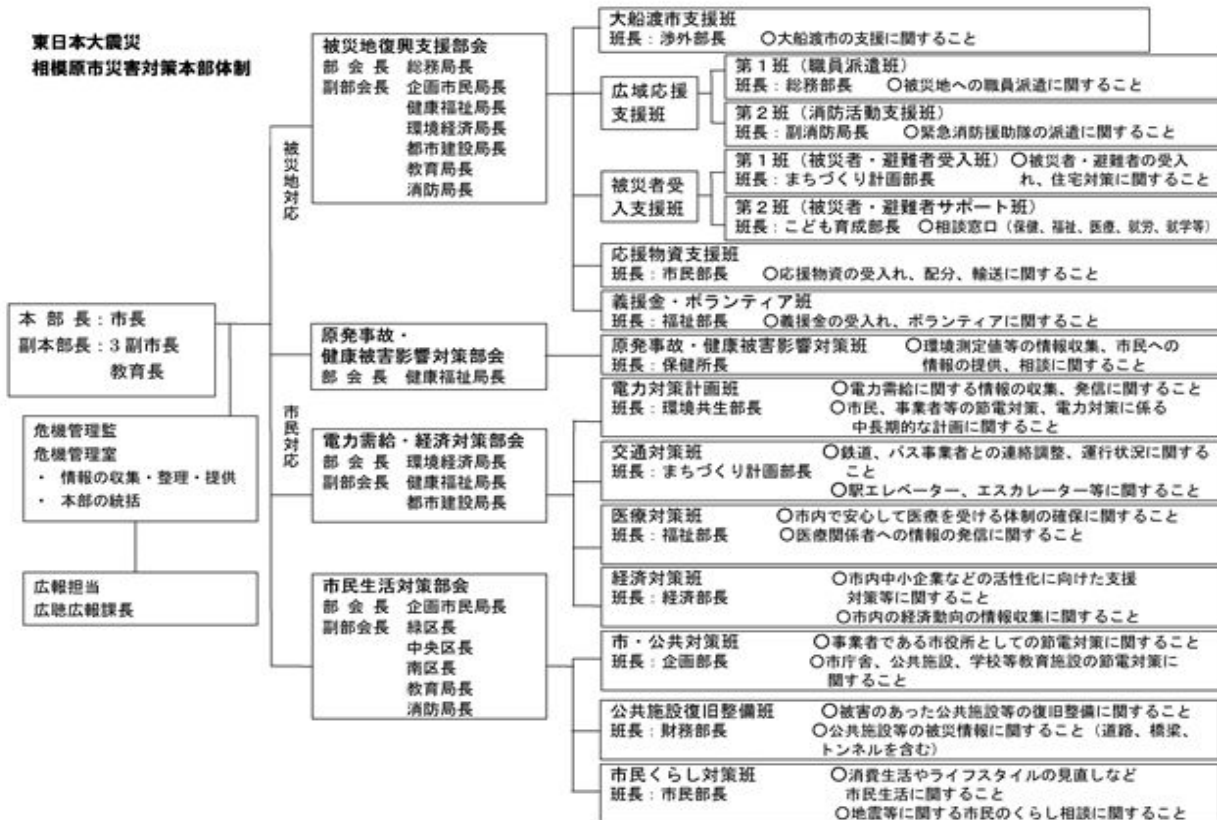 東日本大震災
相模原市災害対策本部体制
本 部 長：市長
副本部長：３副市長
教育長
危機管理監
危機管理室
・ 情報の収集・整理・提供
・ 本部の統括
広報担当
広聴広報課長
被災地対応
市民対応
被災地復興支援部会
部 会 長 総務局長
副部会長 企画市民局長
健康福祉局長
環境経済局長
都市建設局長
教育局長
消防局長
原発事故・
健康被害影響対策部会
部 会 長 健康福祉局長
電力需給・経済対策部会
部 会 長 環境経済局長
副部会長 健康福祉局長
都市建設局長
市民生活対策部会
部 会 長 企画市民局長
副部会長 緑区長
中央区長
南区長
教育局長
消防局長
大船渡市支援班
班長：渉外部長 〇大船渡市の支援に関すること
広域応援
支援班
第１班（職員派遣班）
班長：総務部長 〇被災地への職員派遣に関すること
第２班（消防活動支援班）
班長：副消防局長 〇緊急消防援助隊の派遣に関すること
被災者受
入支援班
第１班（被災者・避難者受入班）〇被災者・避難者の受入
班長：まちづくり計画部長 れ、住宅対策に関すること
第２班（被災者・避難者サポート班）
班長：こども育成部長 〇相談窓口（保健、福祉、医療、就労、就学等）
応援物資支援班
班長：市民部長 〇応援物資の受入れ、配分、輸送に関すること
義援金・ボランティア班
班長：福祉部長 〇義援金の受入れ、ボランティアに関すること
原発事故・健康被害影響対策班 〇環境測定値等の情報収集、市民への
班長：保健所長 情報の提供、相談に関すること
電力対策計画班 〇電力需給に関する情報の収集、発信に関すること
班長：環境共生部長 〇市民、事業者等の節電対策、電力対策に係る
中長期的な計画に関すること
交通対策班 〇鉄道、バス事業者との連絡調整、運行状況に関する
班長：まちづくり計画部長 こと
〇駅エレベーター、エスカレーター等に関すること
医療対策班 〇市内で安心して医療を受ける体制の確保に関すること
班長：福祉部長 〇医療関係者への情報の発信に関すること
経済対策班 〇市内中小企業などの活性化に向けた支援
班長：経済部長 対策等に関すること
〇市内の経済動向の情報収集に関すること
市・公共対策班 〇事業者である市役所としての節電対策に関すること
班長：企画部長 〇市庁舎、公共施設、学校等教育施設の節電対策に
関すること
公共施設復旧整備班 〇被害のあった公共施設等の復旧整備に関すること
班長：財務部長 〇公共施設等の被災情報に関すること（道路、橋梁、
トンネルを含む）
市民くらし対策班 〇消費生活やライフスタイルの見直しなど
班長：市民部長 市民生活に関すること
〇地震等に関する市民のくらし相談に関すること